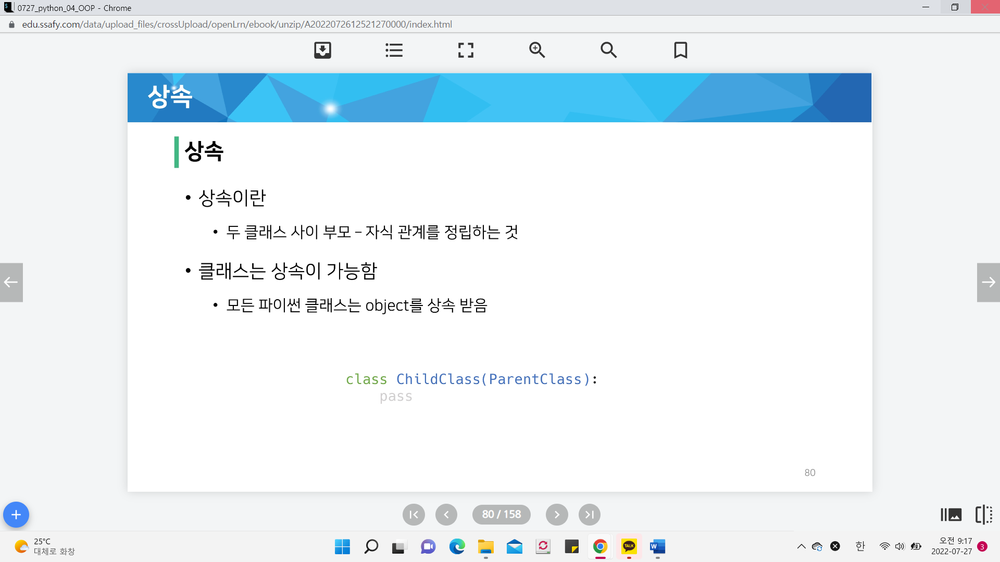 0727_python_04_OOP - Chrome
edu.ssafy.com/data/upload_files/crossUpload/openLrn/ebook/unzip/A2022072612521270000/index.html
상속
상속
• 상속이란
• 두 클래스 사이 부모 – 자식 관계를 정립하는 것
• 클래스는 상속이 가능함
• 모든 파이썬 클래스는 object를 상속 받음
class ChildClass(ParentClass):
pass
80
80 / 158
25°C
대체로 화창
TALK
W
한
오전 9:17
2022-07-27
3